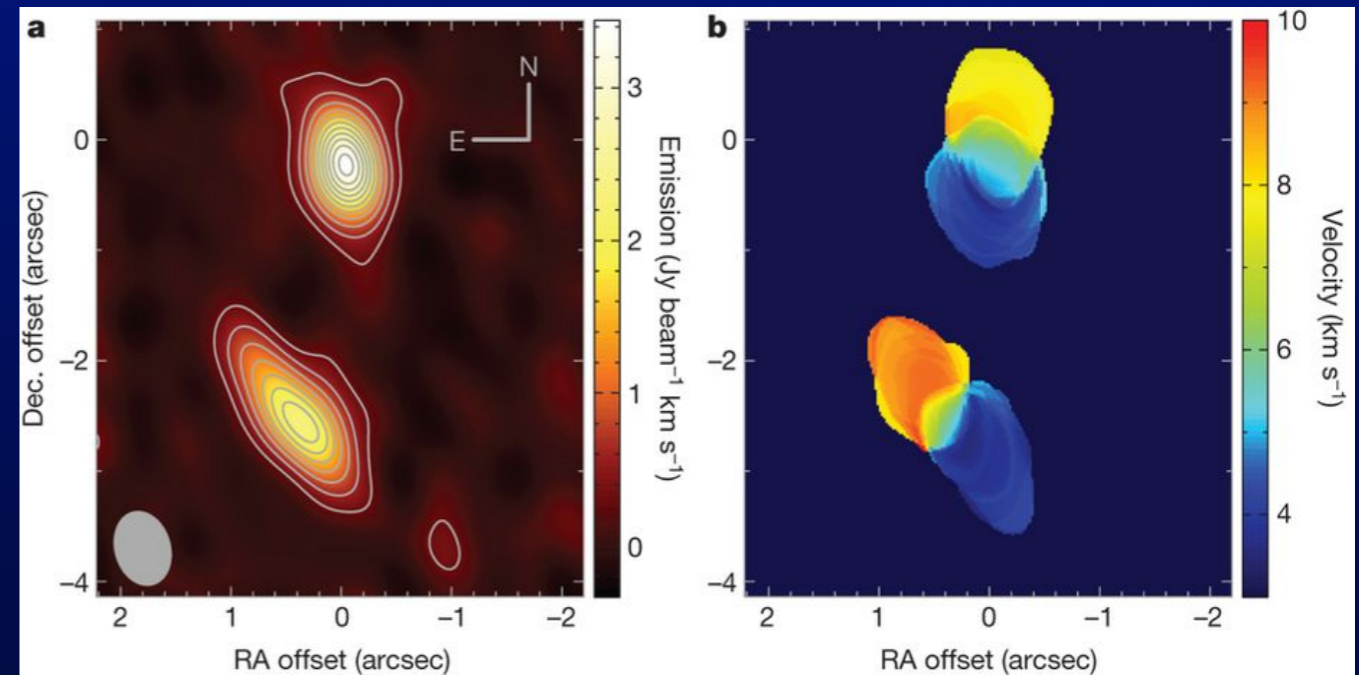 a
N
E
0
−2
−4
2
1
0
−1
−2
Dec. offset (arcsec)
RA offset (arcsec)
3
2
1
0
Emission (Jy beam⁻¹ km s⁻¹)
b
0
−2
−4
2
1
0
−1
−2
RA offset (arcsec)
10
8
6
4
Velocity (km s⁻¹)